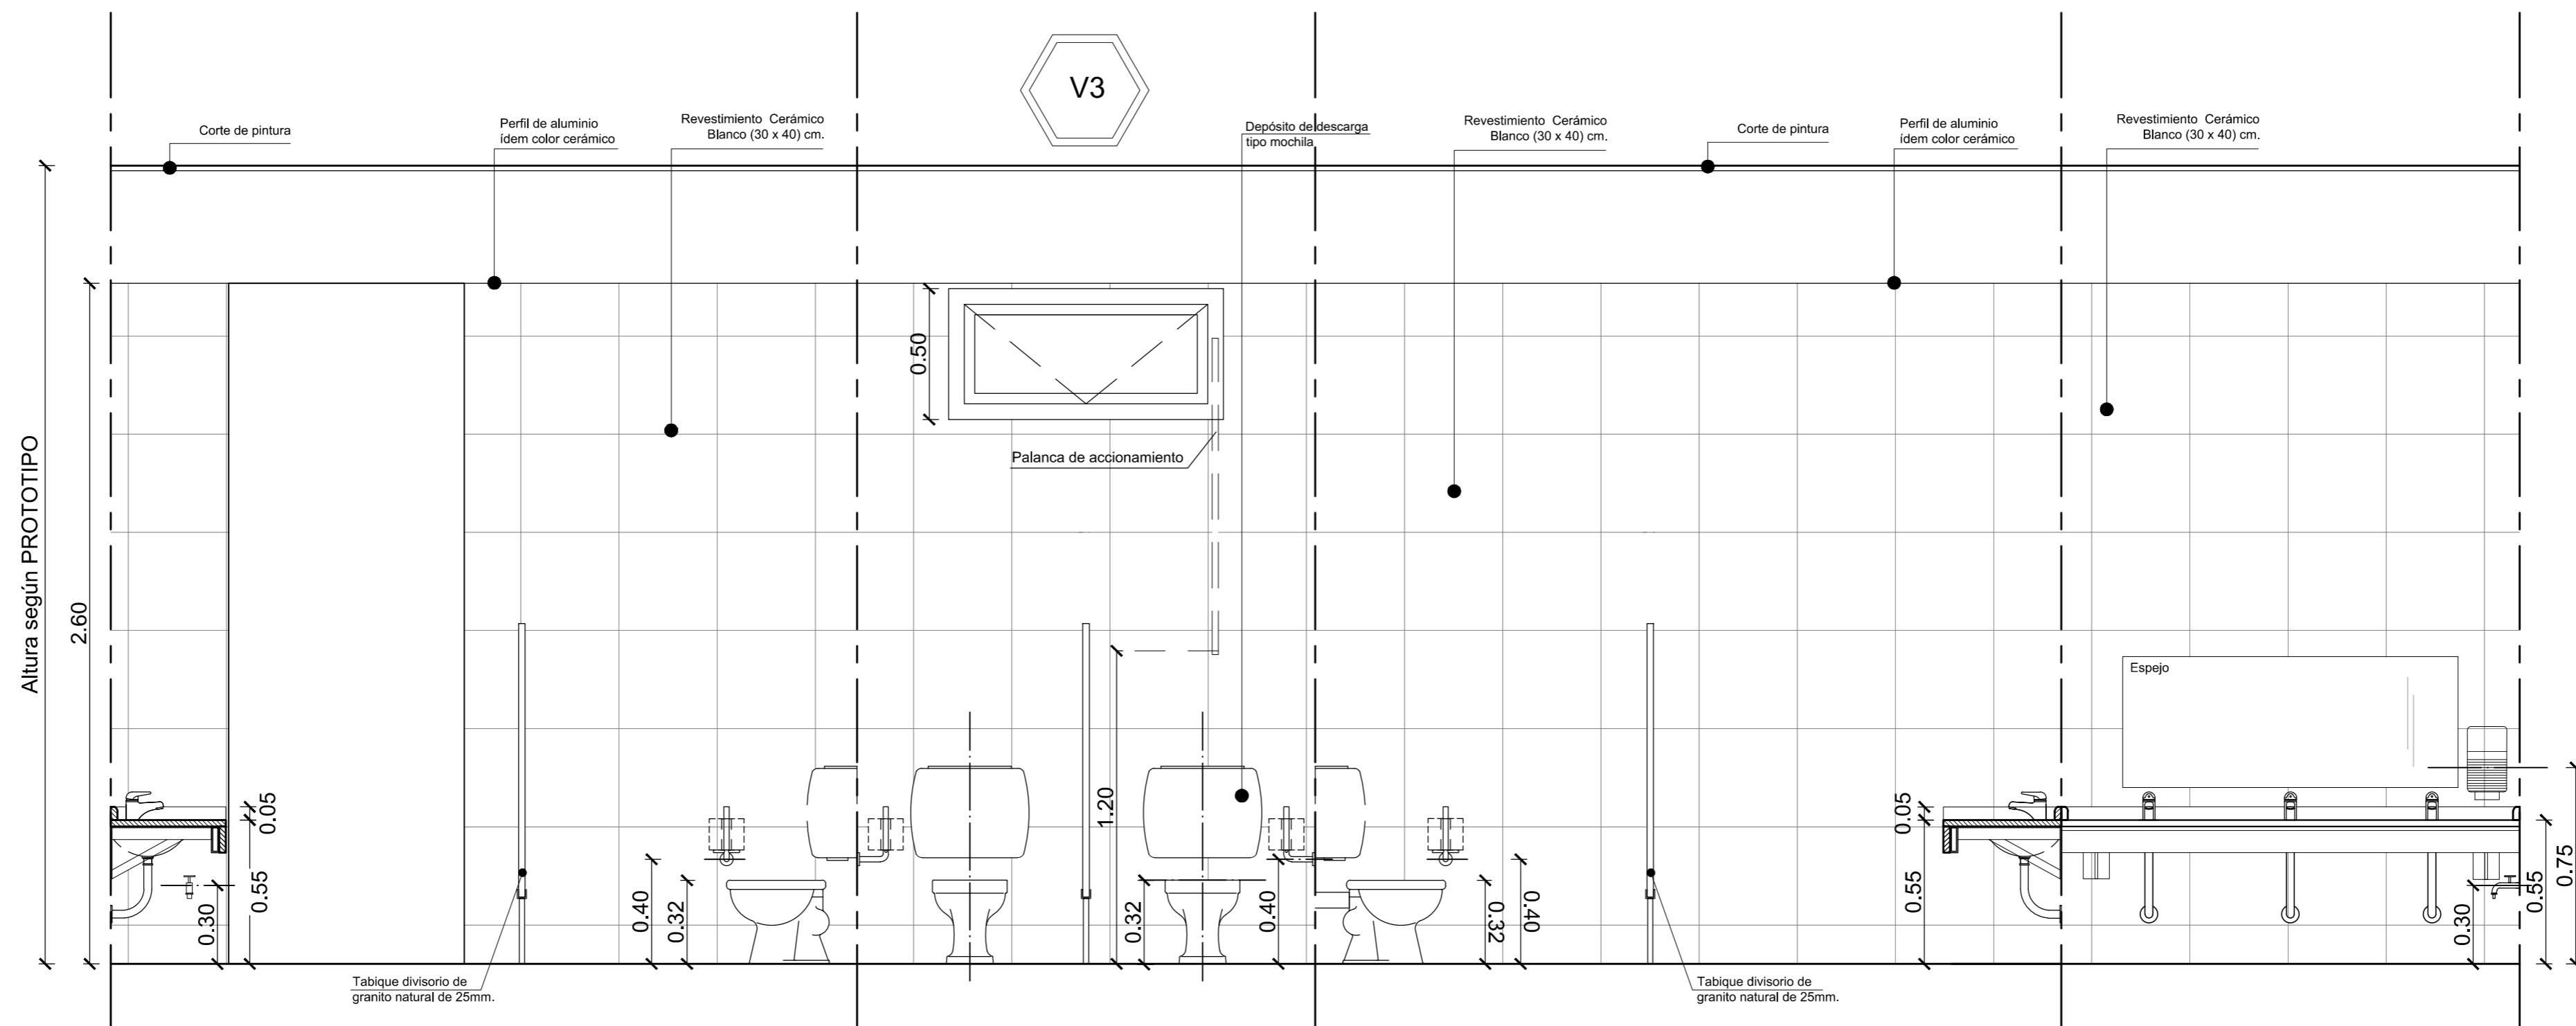 V3
Corte de pintura
Perfil de aluminio
ídem color cerámico
Revestimiento Cerámico
Blanco (30 x 40) cm.
Depósito de descarga
tipo mochila
Revestimiento Cerámico
Blanco (30 x 40) cm.
Corte de pintura
Perfil de aluminio
ídem color cerámico
Revestimiento Cerámico
Blanco (30 x 40) cm.
Altura según PROTOTIPO
2.60
0.50
Palanca de accionamiento
Espejo
0.05
0.55
0.30
0.40
0.32
1.20
0.32
0.40
0.32
0.40
0.05
0.55
0.30
0.55
0.75
Tabique divisorio de
granito natural de 25mm.
Tabique divisorio de
granito natural de 25mm.